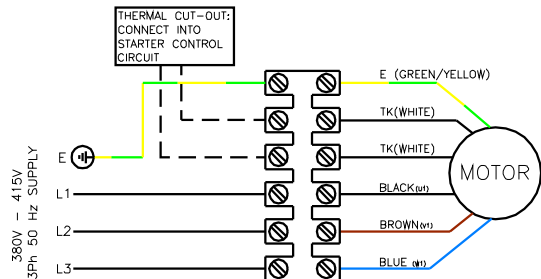 THERMAL CUT-OUT:
CONNECT INTO
STARTER CONTROL
CIRCUIT
E (GREEN/YELLOW)
TK(WHITE)
TK(WHITE)
MOTOR
BLACK(U1)
BROWN(V1)
BLUE (W1)
E
L1
L2
L3
380V - 415V
3Ph 50 Hz SUPPLY